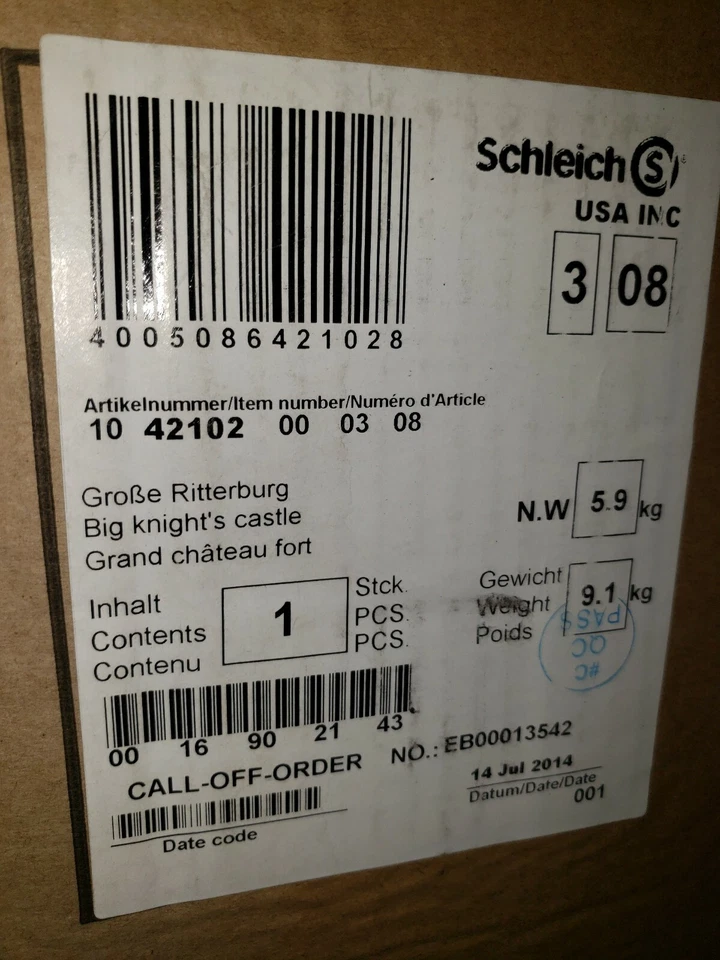 4005086421028
Schleich S
USA INC
3 08
Artikelnummer/Item number/Numéro d'Article
10 42102 00 03 08
Große Ritterburg
Big knight's castle
Grand château fort
N.W 5.9 kg
Inhalt
Contents
Contenu
1
Stck.
PCS.
PCS.
Gewicht
Weight
Poids
9.1 kg
PASS
QC
#C
00 16 90 21 43
CALL-OFF-ORDER NO.: EB00013542
14 Jul 2014
Datum/Date/Date
001
Date code